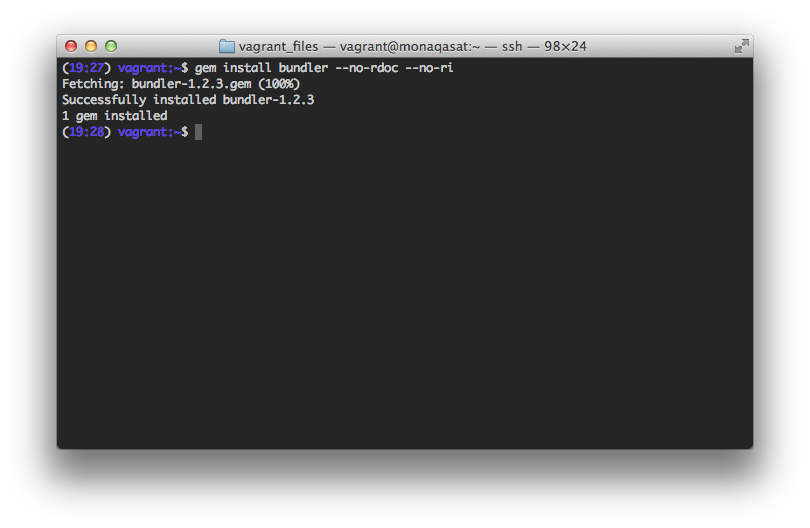 vagrant_files — vagrant@monaqasat:~ — ssh — 98×24
(19:27) vagrant:~$ gem install bundler --no-rdoc --no-ri
Fetching: bundler-1.2.3.gem (100%)
Successfully installed bundler-1.2.3
1 gem installed
(19:28) vagrant:~$